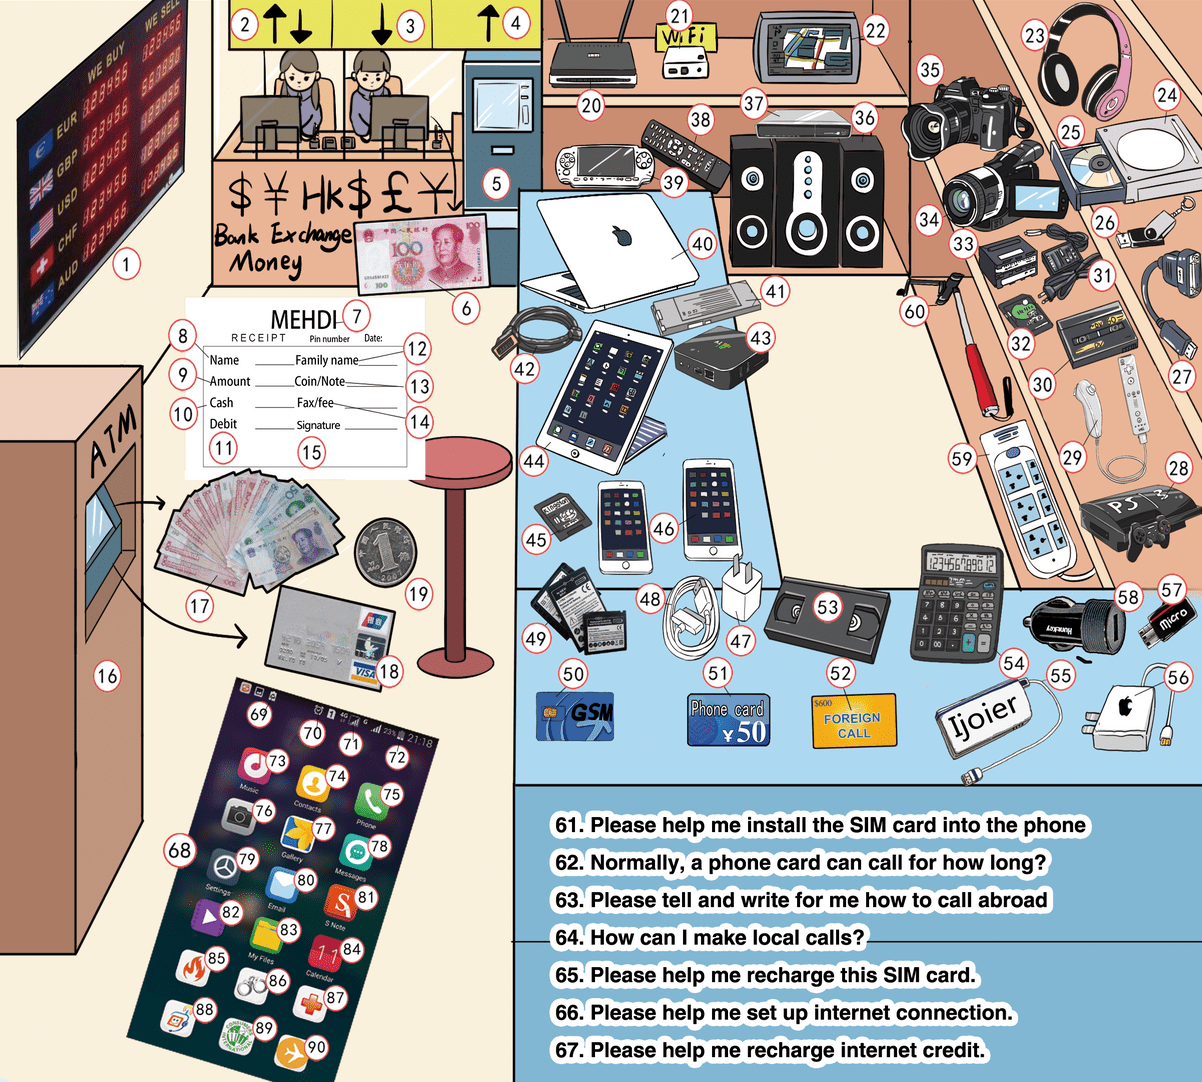 WE BUY
WE SELL
EUR
GBP
USD
CHF
AUD
2
3
4
1
5
$ ¥ HK$ £ ¥
Bank Exchange
Money
100
100
6
MEHDI
7
RECEIPT Pin number Date:
8
Name Family name
12
9
Amount Coin/Note
13
10
Cash Fax/fee
14
Debit Signature
11
15
ATM
16
17
1
2007
19
VISA
18
20
21
WiFi
22
23
24
25
26
27
28
PS3
29
30
31
32
33
34
35
36
37
38
39
40
41
42
43
44
45
46
47
48
49
50
GSM
51
Phone card
¥50
52
$600
FOREIGN
CALL
53
123456789012
54
55
Ijoier
56
57
Micro
58
Hunekey
59
60
61. Please help me install the SIM card into the phone
62. Normally, a phone card can call for how long?
63. Please tell and write for me how to call abroad
64. How can I make local calls?
65. Please help me recharge this SIM card.
66. Please help me set up internet connection.
67. Please help me recharge internet credit.
68
69
70
71
72
4G
G
23%
21:18
73
Music
74
Contacts
75
Phone
76
77
Gallery
78
Messages
79
Settings
80
Email
81
S Note
82
83
My Files
84
11
Calendar
85
86
87
88
89
CONSUMERS
INTERNATIONAL
90